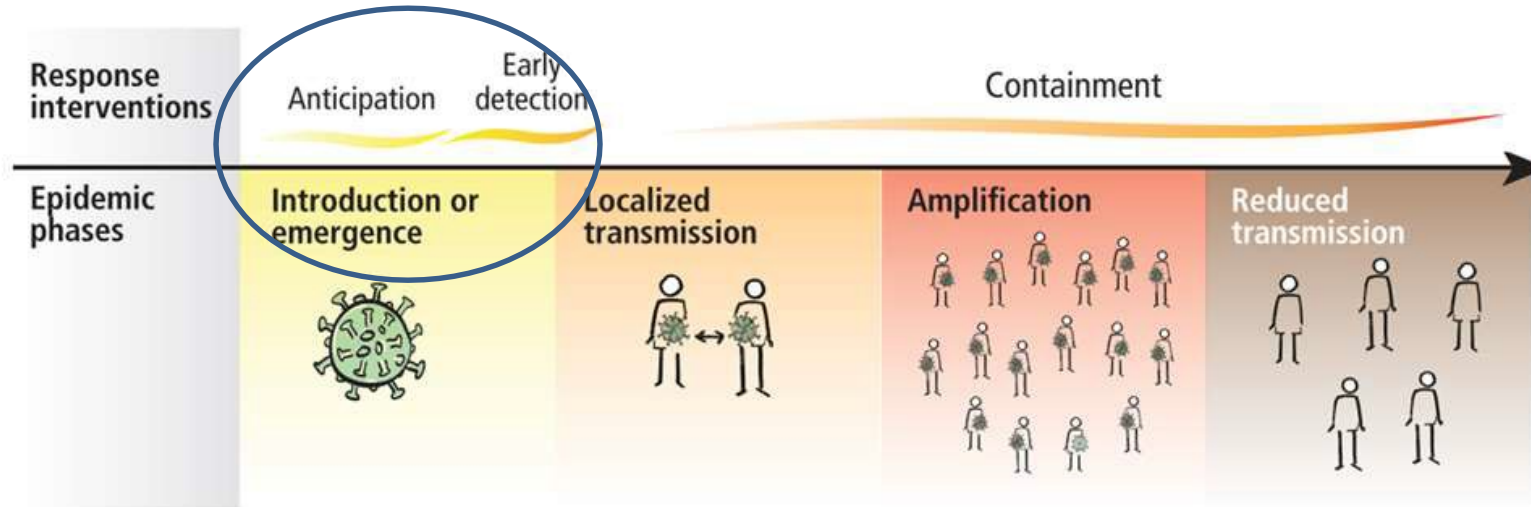 Response
interventions
Anticipation
Early
detection
Containment
Epidemic
phases
Introduction or
emergence
Localized
transmission
Amplification
Reduced
transmission